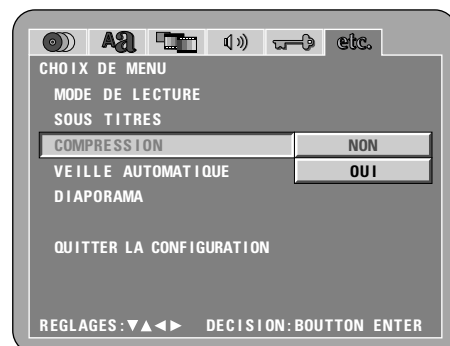 Aa etc.
CHOIX DE MENU
MODE DE LECTURE
SOUS TITRES
COMPRESSION NON
VEILLE AUTOMATIQUE OUI
DIAPORAMA
QUITTER LA CONFIGURATION
REGLAGES:▼▲◄► DECISION:BOUTTON ENTER